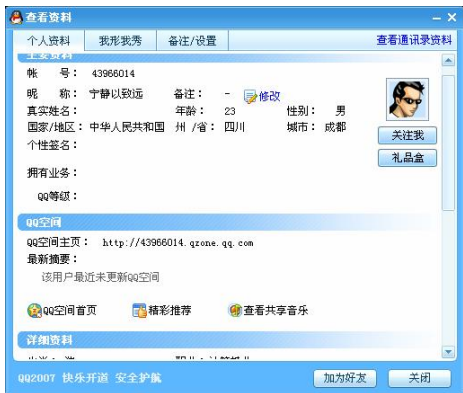 查看资料
个人资料 我形我秀 备注/设置 查看通讯录资料
主要资料
帐 号： 43966014
昵 称： 宁静以致远 备注： - 修改
真实姓名： 年龄： 23 性别： 男
国家/地区： 中华人民共和国 州 /省： 四川 城市： 成都
个性签名：
关注我
礼品盒
拥有业务：
QQ等级：
QQ空间
QQ空间主页： http://43966014.qzone.qq.com
最新摘要：
该用户最近未更新QQ空间
QQ空间首页 精彩推荐 查看共享音乐
详细资料
QQ2007 快乐开道 安全护航 加为好友 关闭